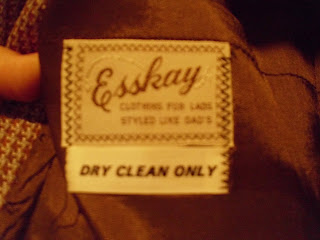 Esskay
CLOTHING FOR LADS
STYLED LIKE DAD'S
DRY CLEAN ONLY